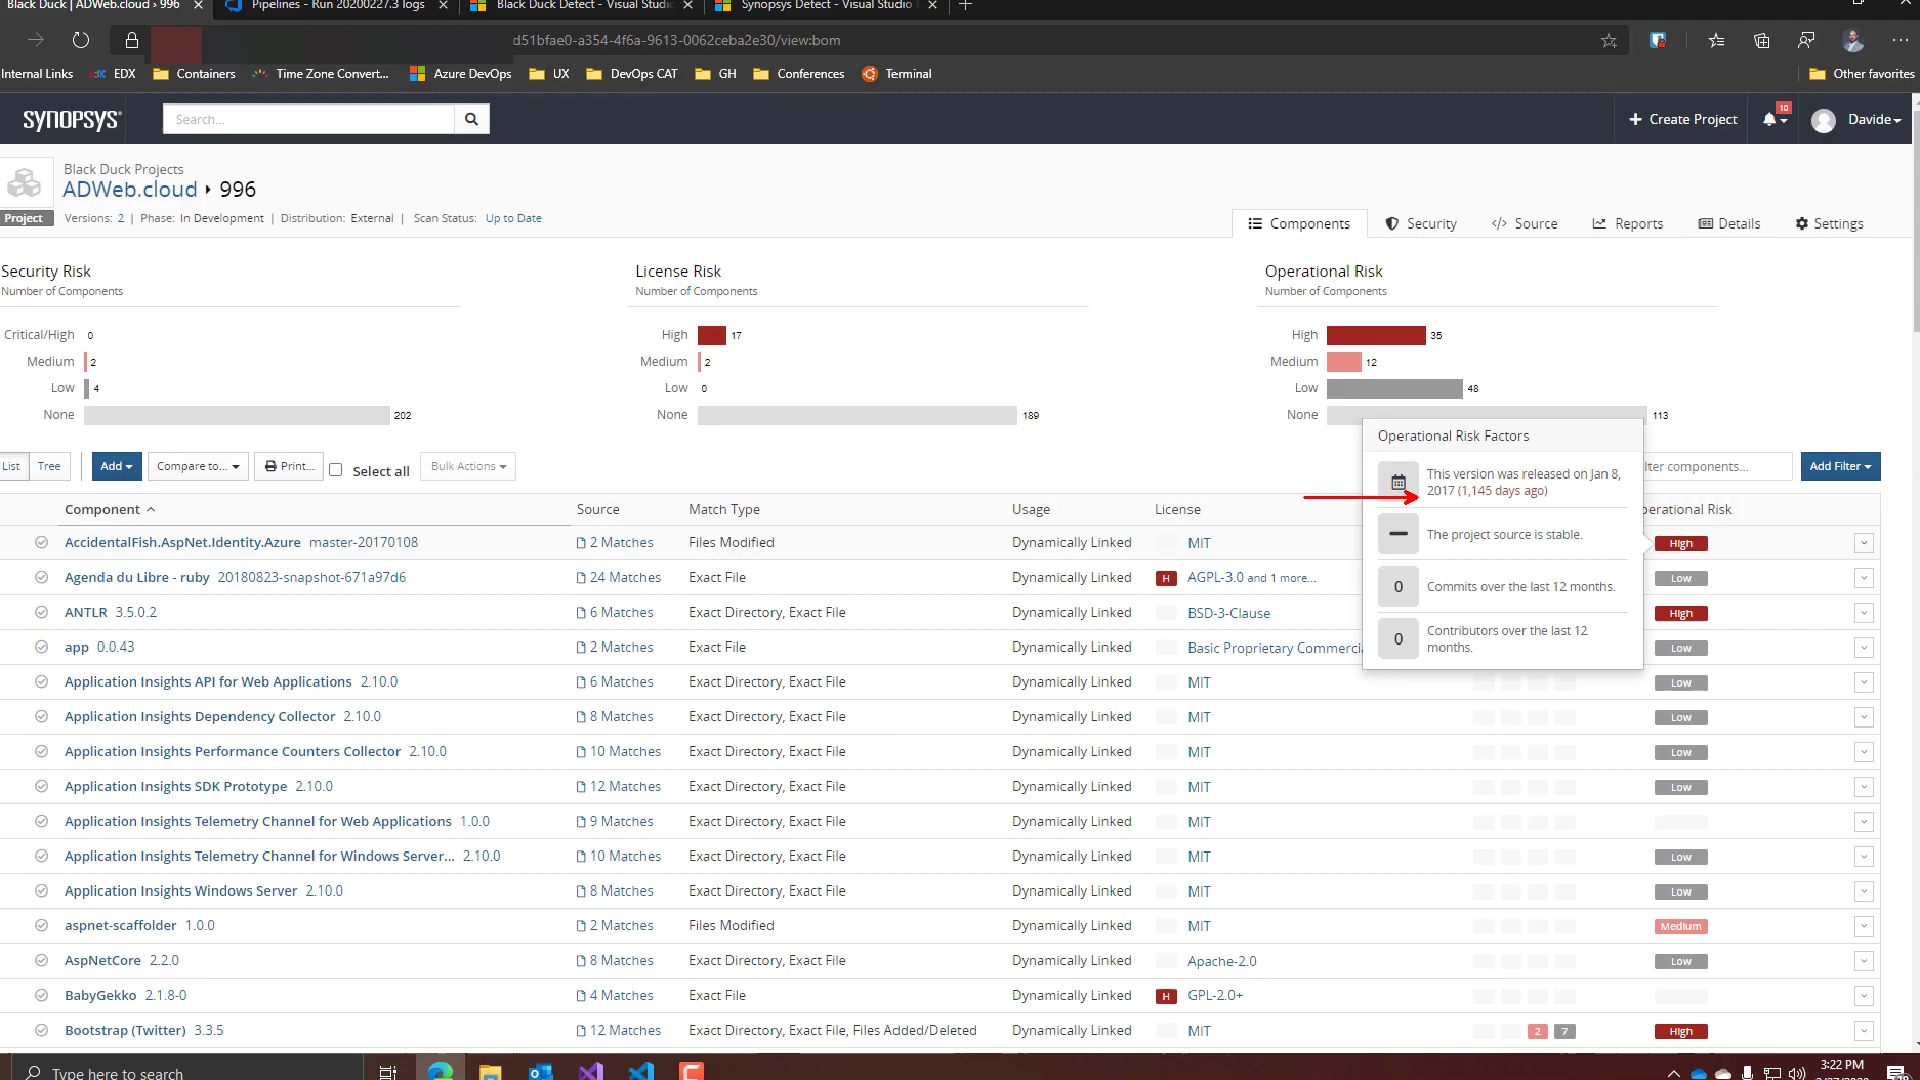 Black Duck | ADWeb.cloud › 996
Pipelines - Run 20200227.3 logs
Black Duck Detect - Visual Studio
Synopsys Detect - Visual Studio
d51bfae0-a354-4f6a-9613-0062ceba2e30/view:bom
Internal Links EDX Containers Time Zone Convert... Azure DevOps UX DevOps CAT GH Conferences Terminal Other favorites
SYNOPSYS Search... + Create Project 10 Davide
Black Duck Projects
ADWeb.cloud › 996
Project Versions: 2 | Phase: In Development | Distribution: External | Scan Status: Up to Date
Components Security </> Source Reports Details Settings
Security Risk
Number of Components
Critical/High 0
Medium 2
Low 4
None 202
License Risk
Number of Components
High 17
Medium 2
Low 0
None 189
Operational Risk
Number of Components
High 35
Medium 12
Low 48
None 113
List Tree Add Compare to... Print... Select all Bulk Actions lter components... Add Filter
Operational Risk Factors
This version was released on Jan 8,
2017 (1,145 days ago)
The project source is stable.
0 Commits over the last 12 months.
0 Contributors over the last 12
months.
Component Source Match Type Usage License perational Risk
AccidentalFish.AspNet.Identity.Azure master-20170108 2 Matches Files Modified Dynamically Linked MIT High
Agenda du Libre - ruby 20180823-snapshot-671a97d6 24 Matches Exact File Dynamically Linked H AGPL-3.0 and 1 more... Low
ANTLR 3.5.0.2 6 Matches Exact Directory, Exact File Dynamically Linked BSD-3-Clause High
app 0.0.43 2 Matches Exact File Dynamically Linked Basic Proprietary Commercia Low
Application Insights API for Web Applications 2.10.0 6 Matches Exact Directory, Exact File Dynamically Linked MIT Low
Application Insights Dependency Collector 2.10.0 8 Matches Exact Directory, Exact File Dynamically Linked MIT Low
Application Insights Performance Counters Collector 2.10.0 10 Matches Exact Directory, Exact File Dynamically Linked MIT Low
Application Insights SDK Prototype 2.10.0 12 Matches Exact Directory, Exact File Dynamically Linked MIT Low
Application Insights Telemetry Channel for Web Applications 1.0.0 9 Matches Exact Directory, Exact File Dynamically Linked MIT
Application Insights Telemetry Channel for Windows Server... 2.10.0 10 Matches Exact Directory, Exact File Dynamically Linked MIT Low
Application Insights Windows Server 2.10.0 8 Matches Exact Directory, Exact File Dynamically Linked MIT Low
aspnet-scaffolder 1.0.0 2 Matches Files Modified Dynamically Linked MIT Medium
AspNetCore 2.2.0 8 Matches Exact Directory, Exact File Dynamically Linked Apache-2.0 Low
BabyGekko 2.1.8-0 4 Matches Exact File Dynamically Linked H GPL-2.0+
Bootstrap (Twitter) 3.3.5 12 Matches Exact Directory, Exact File, Files Added/Deleted Dynamically Linked MIT 2 7 High
Type here to search 3:22 PM